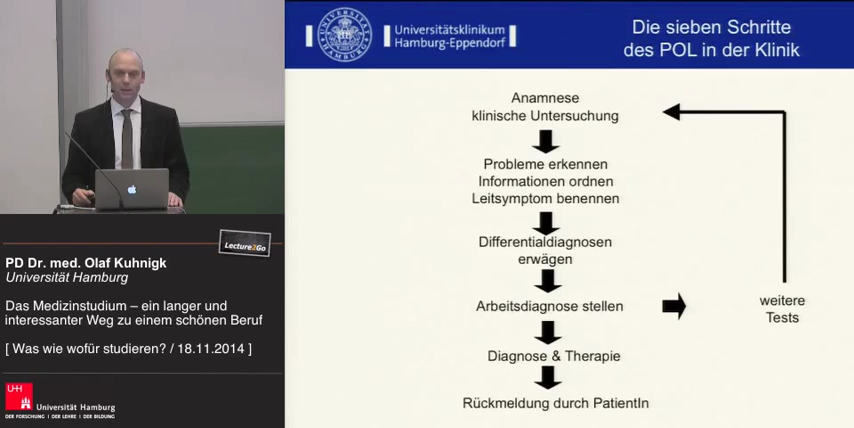 Lecture2Go
PD Dr. med. Olaf Kuhnigk
Universität Hamburg
Das Medizinstudium – ein langer und
interessanter Weg zu einem schönen Beruf
[ Was wie wofür studieren? / 18.11.2014 ]
UH
Universität Hamburg
DER FORSCHUNG | DER LEHRE | DER BILDUNG
Universitätsklinikum
Hamburg-Eppendorf
Die sieben Schritte
des POL in der Klinik
Anamnese
klinische Untersuchung
Probleme erkennen
Informationen ordnen
Leitsymptom benennen
Differentialdiagnosen
erwägen
Arbeitsdiagnose stellen
weitere
Tests
Diagnose & Therapie
Rückmeldung durch PatientIn